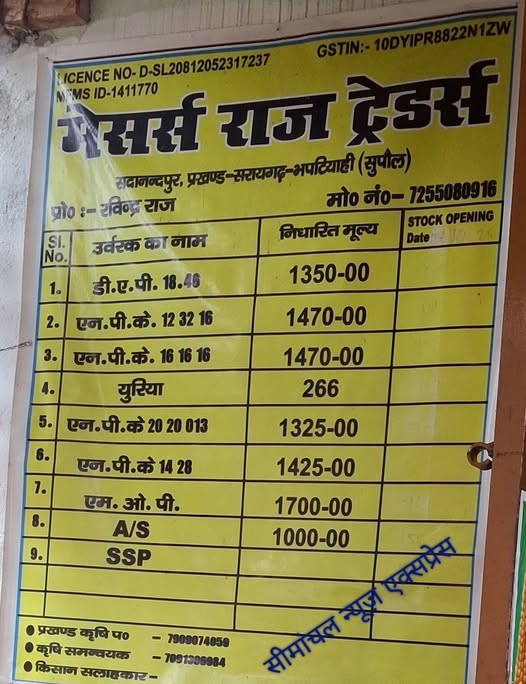 LICENCE NO- D-SL20812052317237
GSTIN:- 10DYIPR8822N1ZW
MFMS ID-1411770
मेसर्स राज ट्रेडर्स
सदानन्दपुर, प्रखण्ड-सरायगढ़-भपटियाही (सुपौल)
प्रो० :- रविन्द्र राज मो० नं०- 7255080916
Sl. No. उर्वरक का नाम निर्धारित मूल्य STOCK OPENING Date
1. डी.ए.पी. 18.46 1350-00
2. एन.पी.के. 12 32 16 1470-00
3. एन.पी.के. 16 16 16 1470-00
4. युरिया 266
5. एन.पी.के 20 20 013 1325-00
6. एन.पी.के 14 28 1425-00
7. एम. ओ. पी. 1700-00
8. A/S 1000-00
9. SSP
● प्रखण्ड कृषि प० - 7909074050
● कृषि समन्वयक - 7091306984
● किसान सलाहकार -
सीमांचल न्यूज़ एक्सप्रेस